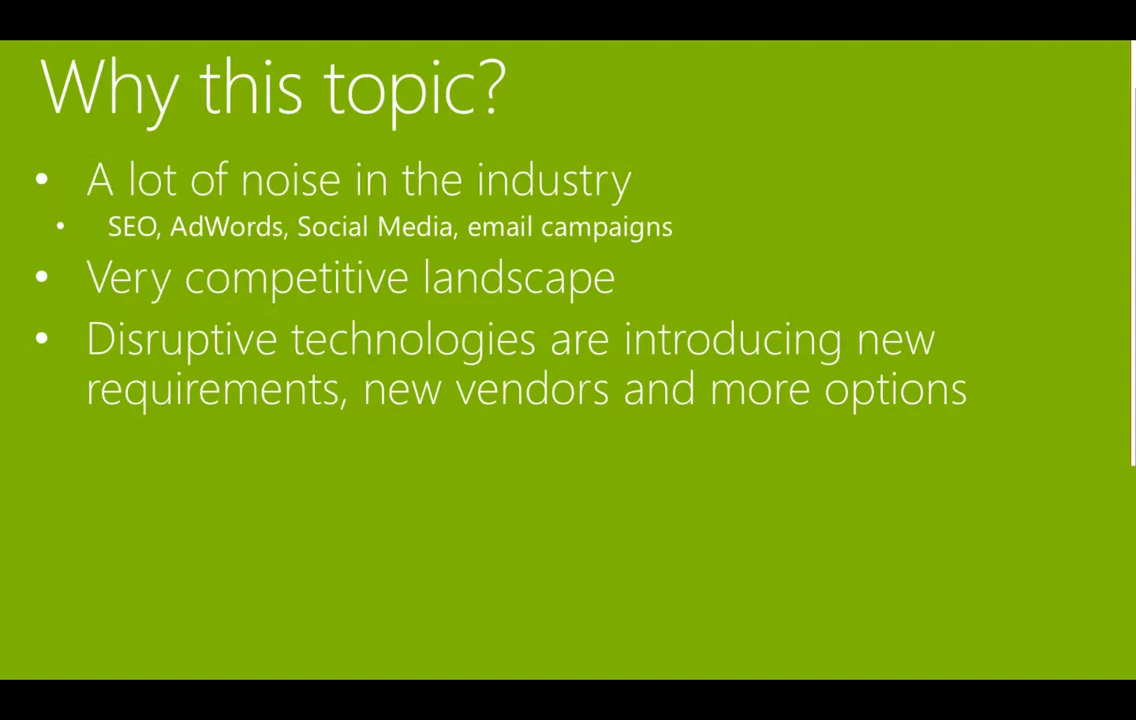 Why this topic?
• A lot of noise in the industry
• SEO, AdWords, Social Media, email campaigns
• Very competitive landscape
• Disruptive technologies are introducing new
requirements, new vendors and more options